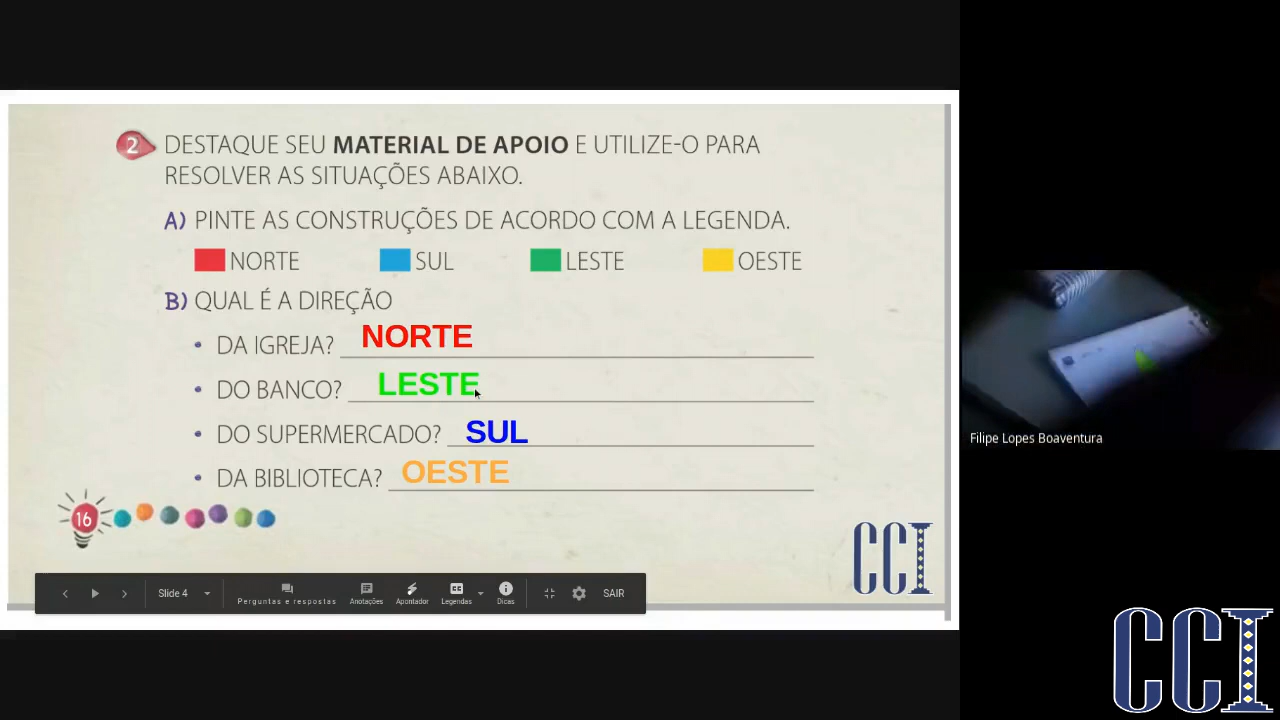 2 DESTAQUE SEU MATERIAL DE APOIO E UTILIZE-O PARA
RESOLVER AS SITUAÇÕES ABAIXO.
A) PINTE AS CONSTRUÇÕES DE ACORDO COM A LEGENDA.
NORTE SUL LESTE OESTE
B) QUAL É A DIREÇÃO
• DA IGREJA? NORTE
• DO BANCO? LESTE
• DO SUPERMERCADO? SUL
• DA BIBLIOTECA? OESTE
16
CCI
Slide 4 Perguntas e respostas Anotações Apontador Legendas Dicas SAIR
Filipe Lopes Boaventura
CCI